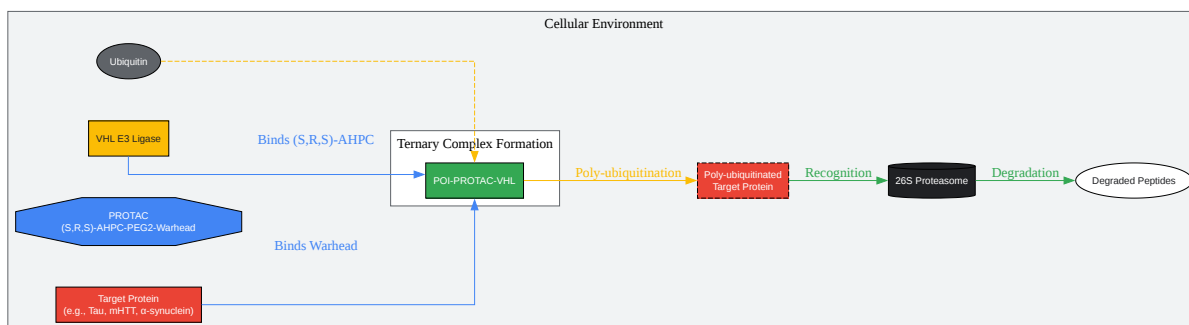 Cellular Environment
Ubiquitin
VHL E3 Ligase
Binds (S,R,S)-AHPC
Ternary Complex Formation
POI-PROTAC-VHL
Poly-ubiquitination
Poly-ubiquitinated
Target Protein
Recognition
26S Proteasome
Degradation
Degraded Peptides
PROTAC
(S,R,S)-AHPC-PEG2-Warhead
Binds Warhead
Target Protein
(e.g., Tau, mHTT, α-synuclein)